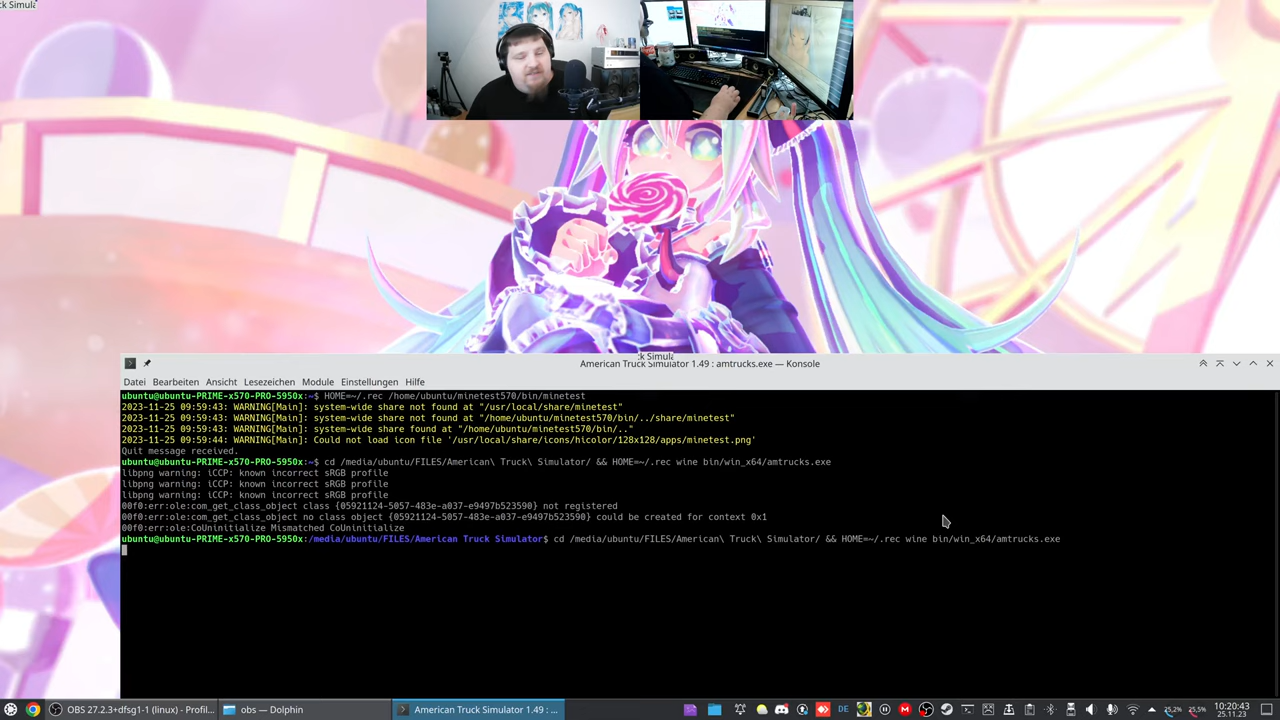 ck Simula
:k Simula
American Truck Simulator 1.49 : amtrucks.exe — Konsole
Datei Bearbeiten Ansicht Lesezeichen Module Einstellungen Hilfe
ubuntu@ubuntu-PRIME-x570-PRO-5950x:~$ HOME=~/.rec /home/ubuntu/minetest570/bin/minetest
2023-11-25 09:59:43: WARNING[Main]: system-wide share not found at "/usr/local/share/minetest"
2023-11-25 09:59:43: WARNING[Main]: system-wide share not found at "/home/ubuntu/minetest570/bin/../share/minetest"
2023-11-25 09:59:43: WARNING[Main]: system-wide share found at "/home/ubuntu/minetest570/bin/.."
2023-11-25 09:59:44: WARNING[Main]: Could not load icon file '/usr/local/share/icons/hicolor/128x128/apps/minetest.png'
Quit message received.
ubuntu@ubuntu-PRIME-x570-PRO-5950x:~$ cd /media/ubuntu/FILES/American\ Truck\ Simulator/ && HOME=~/.rec wine bin/win_x64/amtrucks.exe
libpng warning: iCCP: known incorrect sRGB profile
libpng warning: iCCP: known incorrect sRGB profile
libpng warning: iCCP: known incorrect sRGB profile
00f0:err:ole:com_get_class_object class {05921124-5057-483e-a037-e9497b523590} not registered
00f0:err:ole:com_get_class_object no class object {05921124-5057-483e-a037-e9497b523590} could be created for context 0x1
00f0:err:ole:CoUninitialize Mismatched CoUninitialize
ubuntu@ubuntu-PRIME-x570-PRO-5950x:/media/ubuntu/FILES/American Truck Simulator$ cd /media/ubuntu/FILES/American\ Truck\ Simulator/ && HOME=~/.rec wine bin/win_x64/amtrucks.exe
OBS 27.2.3+dfsg1-1 (linux) - Profil... obs — Dolphin American Truck Simulator 1.49 : ... DE 25,2% 25,5% 10:20:43
25.11.23